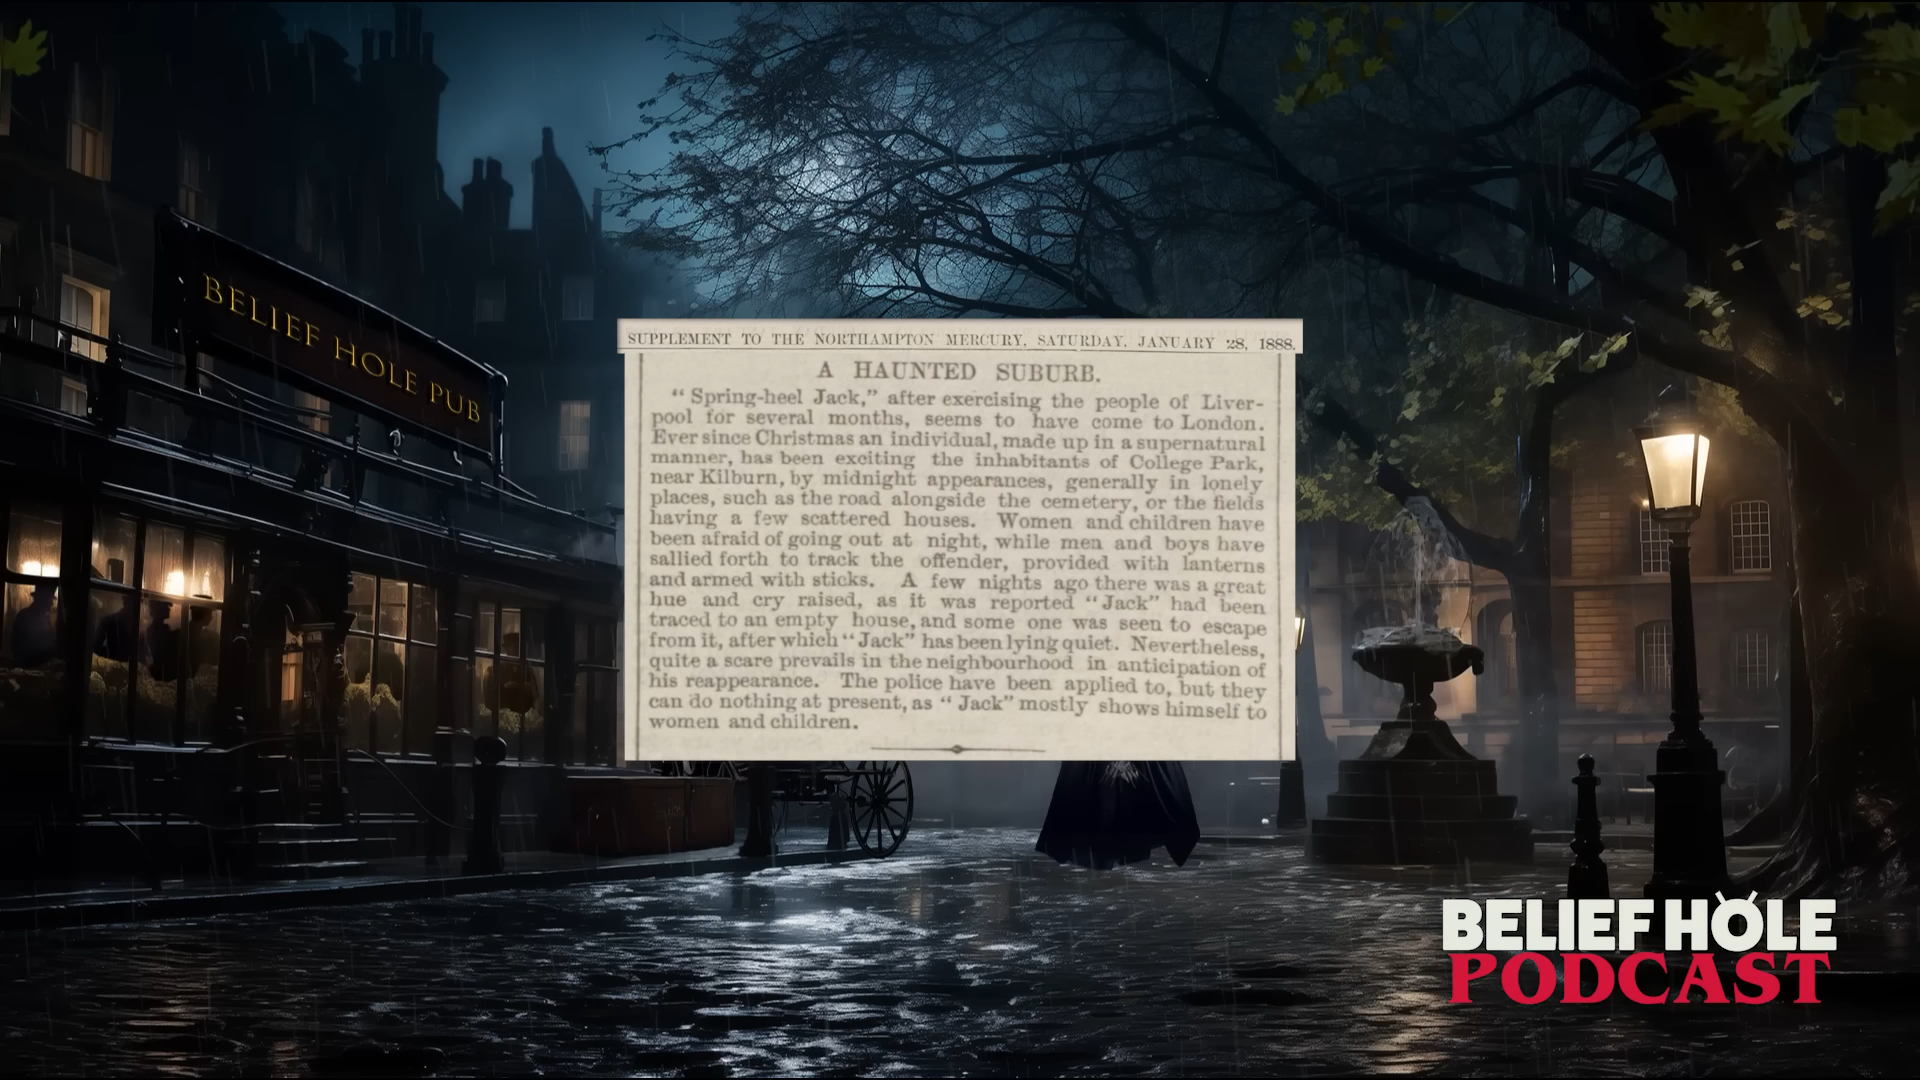 BELIEF HOLE PUB
SUPPLEMENT TO THE NORTHAMPTON MERCURY, SATURDAY, JANUARY 28, 1888.
A HAUNTED SUBURB.
“Spring-heel Jack,” after exercising the people of Liver-
pool for several months, seems to have come to London.
Ever since Christmas an individual, made up in a supernatural
manner, has been exciting the inhabitants of College Park,
near Kilburn, by midnight appearances, generally in lonely
places, such as the road alongside the cemetery, or the fields
having a few scattered houses. Women and children have
been afraid of going out at night, while men and boys have
sallied forth to track the offender, provided with lanterns
and armed with sticks. A few nights ago there was a great
hue and cry raised, as it was reported “Jack” had been
traced to an empty house, and some one was seen to escape
from it, after which “Jack” has been lying quiet. Nevertheless,
quite a scare prevails in the neighbourhood in anticipation of
his reappearance. The police have been applied to, but they
can do nothing at present, as “Jack” mostly shows himself to
women and children.
BELIEF HOLE
PODCAST